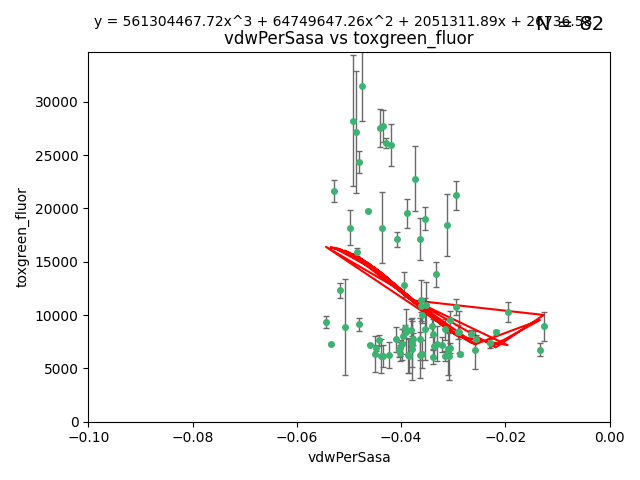 y = 561304467.72x^3 + 64749647.26x^2 + 2051311.89x +
N = 82
vdwPerSasa vs toxgreen_fluor
toxgreen_fluor
30000
25000
20000
15000
10000
5000
0
−0.10
−0.08
−0.06
−0.04
−0.02
0.00
vdwPerSasa